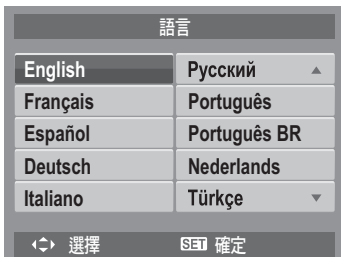 語言
English
Русский
Français
Português
Español
Português BR
Deutsch
Nederlands
Italiano
Türkçe
選擇
SET 確定